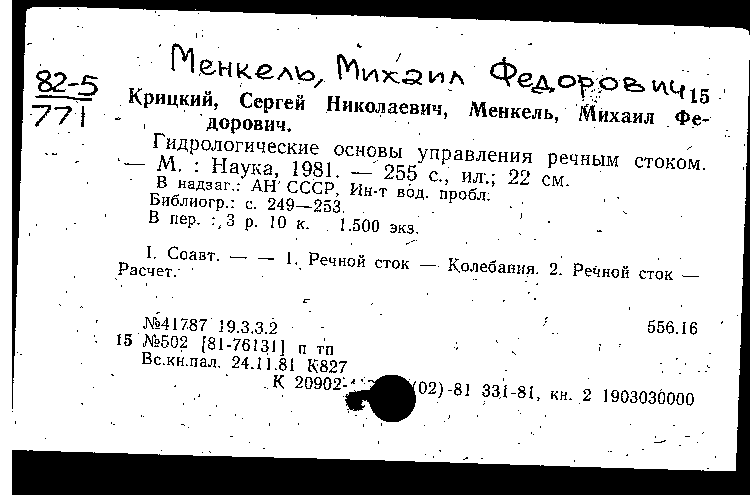 Менкель, Михаил Федорович
82-5
771
15
Крицкий, Сергей Николаевич, Менкель, Михаил Фе-
дорович.
Гидрологические основы управления речным стоком.
— М. : Наука, 1981. — 255 с., ил.; 22 см.
В надзаг.: АН СССР, Ин-т вод. пробл.
Библиогр.: с. 249—253.
В пер. : 3 р. 10 к. 1.500 экз.
I. Соавт. — — 1. Речной сток — Колебания. 2. Речной сток —
Расчет.
№41787 19.3.3.2 556.16
15 №502 [81-76131] п тп
Вс.кн.пал. 24.11.81 К827
К 20902- (02)-81 331-81, кн. 2 1903030000